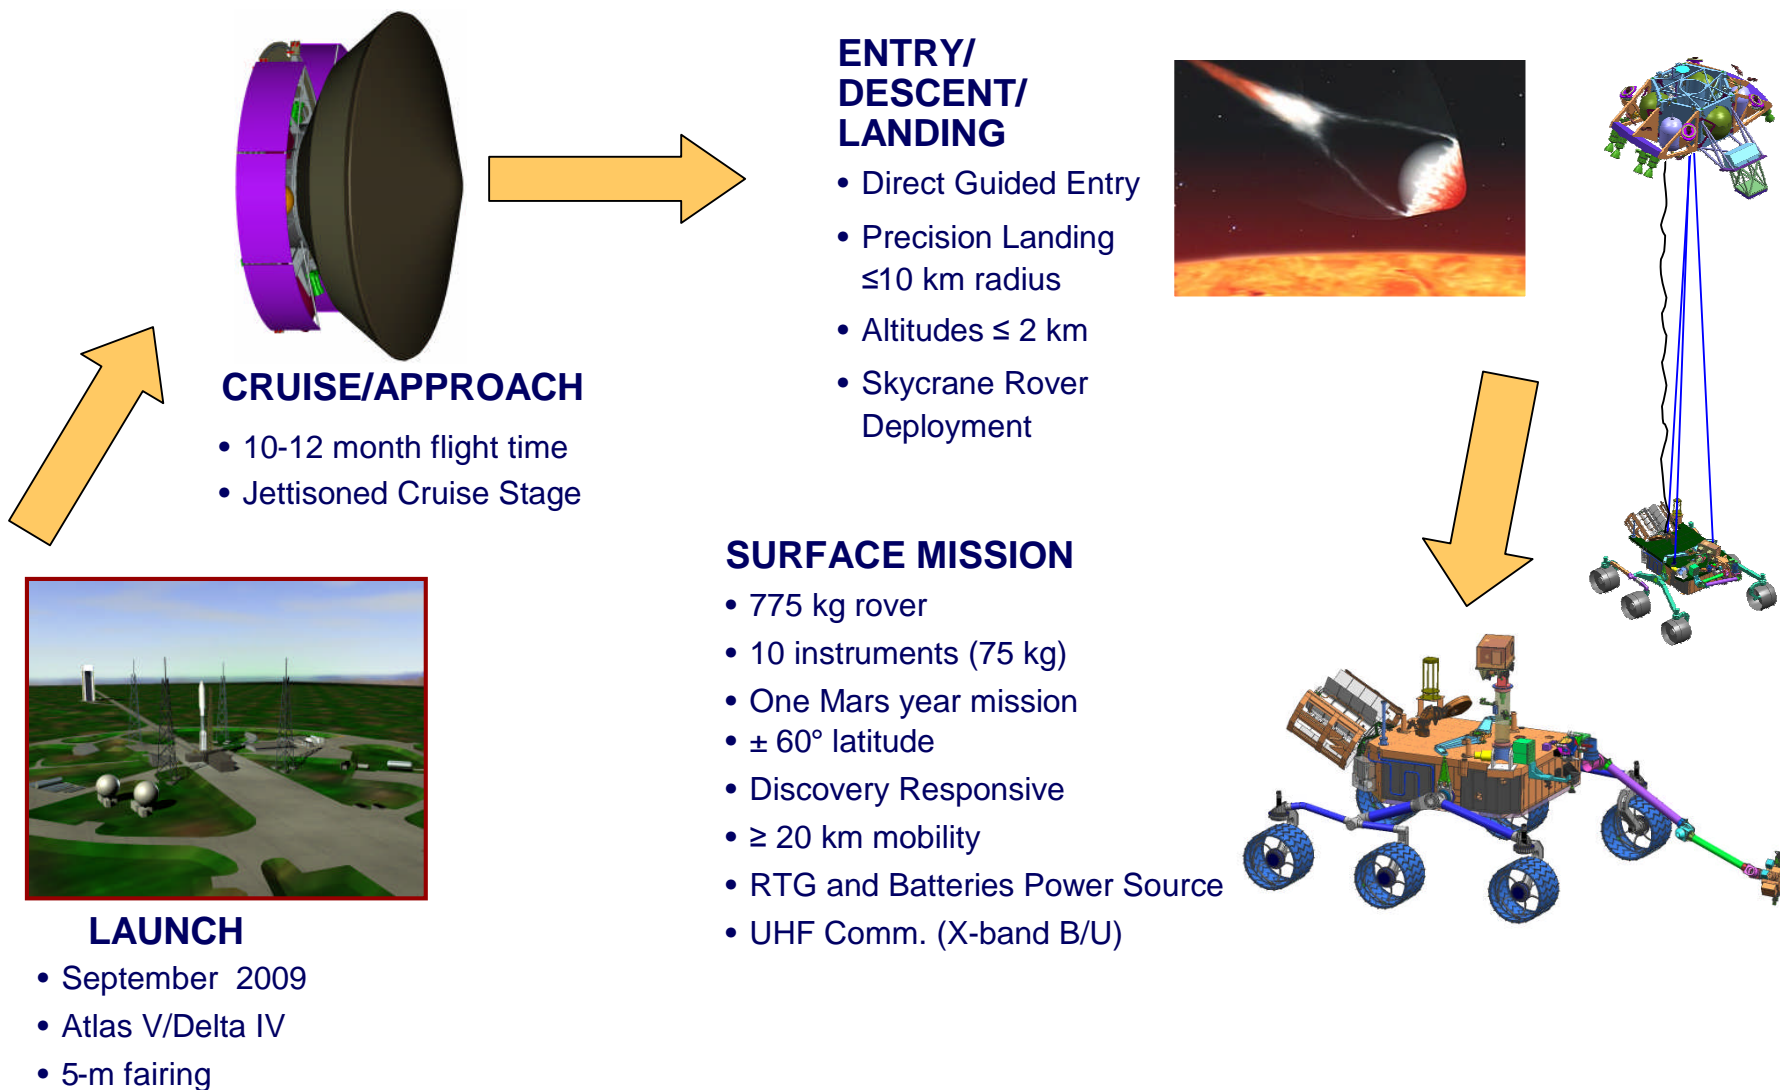 CRUISE/APPROACH
• 10-12 month flight time
• Jettisoned Cruise Stage
LAUNCH
• September  2009
• Atlas V/Delta IV
• 5-m fairing
ENTRY/
DESCENT/
LANDING
• Direct Guided Entry
• Precision Landing
≤10 km radius
• Altitudes ≤ 2 km
• Skycrane Rover
Deployment
SURFACE MISSION
• 775 kg rover
• 10 instruments (75 kg)
• One Mars year mission
• ± 60° latitude
• Discovery Responsive
• ≥ 20 km mobility
• RTG and Batteries Power Source
• UHF Comm. (X-band B/U)